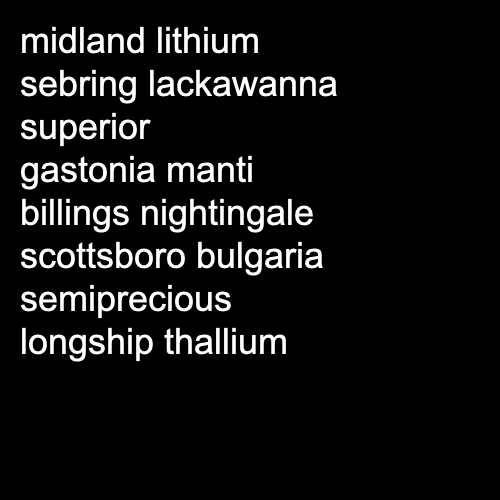 midland lithium
sebring lackawanna
superior
gastonia manti
billings nightingale
scottsboro bulgaria
semiprecious
longship thallium